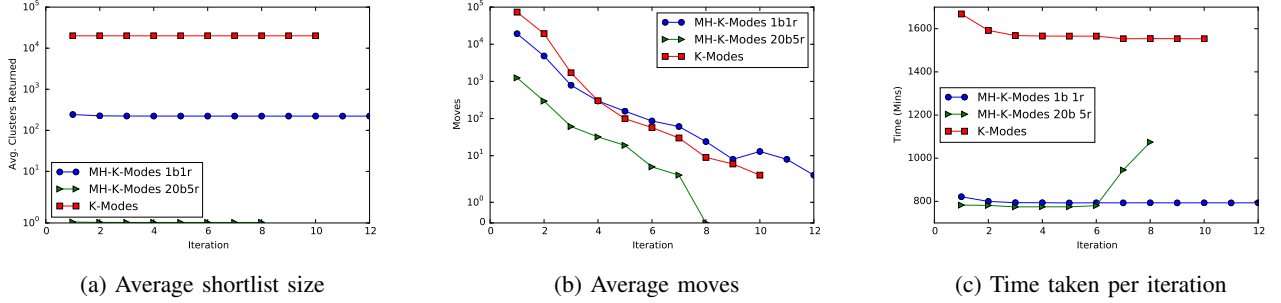 10^5
10^4
10^3
10^2
10^1
10^0
Avg. Clusters Returned
MH-K-Modes 1b1r
MH-K-Modes 20b5r
K-Modes
0 2 4 6 8 10 12
Iteration
(a) Average shortlist size
10^5
10^4
10^3
10^2
10^1
10^0
0
Moves
MH-K-Modes 1b1r
MH-K-Modes 20b5r
K-Modes
0 2 4 6 8 10 12
Iteration
(b) Average moves
1600
1400
1200
1000
800
Time (Mins)
MH-K-Modes 1b 1r
MH-K-Modes 20b 5r
K-Modes
0 2 4 6 8 10 12
Iteration
(c) Time taken per iteration